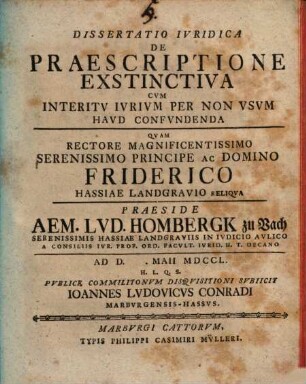 DISSERTATIO IVRIDICA
DE
PRAESCRIPTIONE
EXSTINCTIVA
CVM
INTERITV IVRIVM PER NON VSVM
HAVD CONFVNDENDA
QVAM
RECTORE MAGNIFICENTISSIMO
SERENISSIMO PRINCIPE AC DOMINO
FRIDERICO
HASSIAE LANDGRAVIO RELIQVA
PRAESIDE
AEM. LVD. HOMBERGK zu Vach
SERENISSIMIS HASSIAE LANDGRAVIIS IN IVDICIO AVLICO
A CONSILIIS IVR. PROF. ORD. FACVLT. IVRID. H. T. DECANO
AD D. . MAII MDCCL.
H. L. Q. S.
PVBLICE COMMILITONVM DISQVISITIONI SVBIICIT
IOANNES LVDOVICVS CONRADI
MARBVRGENSIS-HASSVS.
MARBVRGI CATTORVM,
TYPIS PHILIPPI CASIMIRI MVLLERI.